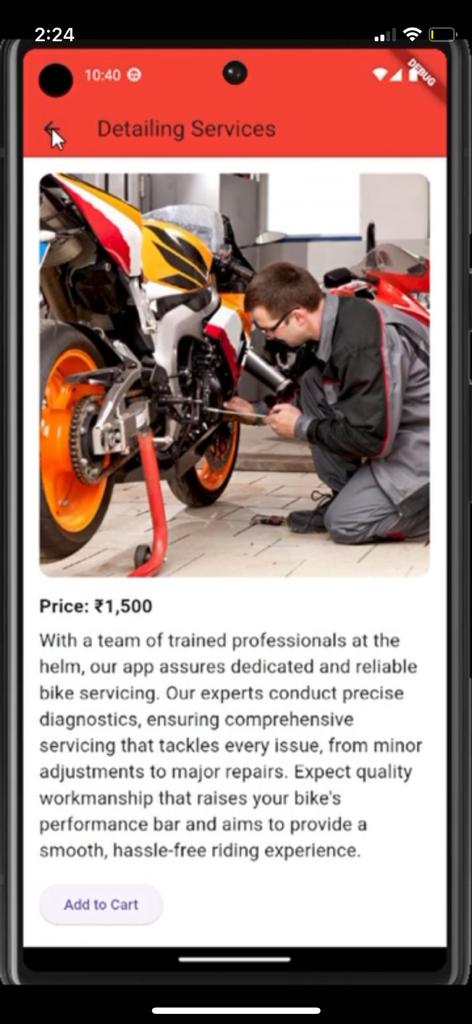 2:24
10:40
DEBUG
Detailing Services
Price: ₹1,500
With a team of trained professionals at the
helm, our app assures dedicated and reliable
bike servicing. Our experts conduct precise
diagnostics, ensuring comprehensive
servicing that tackles every issue, from minor
adjustments to major repairs. Expect quality
workmanship that raises your bike's
performance bar and aims to provide a
smooth, hassle-free riding experience.
Add to Cart